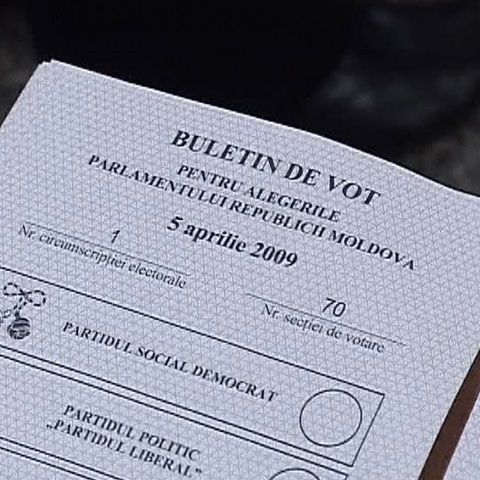 BULETIN DE VOT
PENTRU ALEGERILE
PARLAMENTULUI REPUBLICII MOLDOVA
5 aprilie 2009
1
Nr. circumscripţiei electorale
70
Nr. secţiei de votare
PARTIDUL SOCIAL DEMOCRAT
PARTIDUL POLITIC
„PARTIDUL LIBERAL”